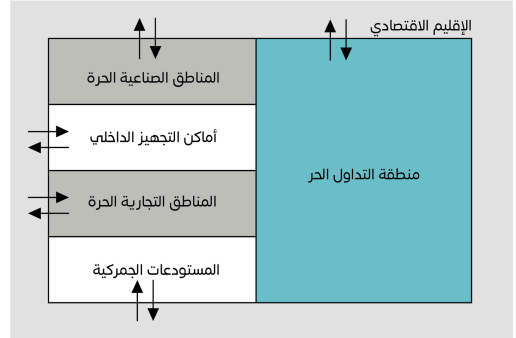 الإقليم الاقتصادي
المناطق الصناعية الحرة
أماكن التجهيز الداخلي
منطقة التداول الحر
المناطق التجارية الحرة
المستودعات الجمركية